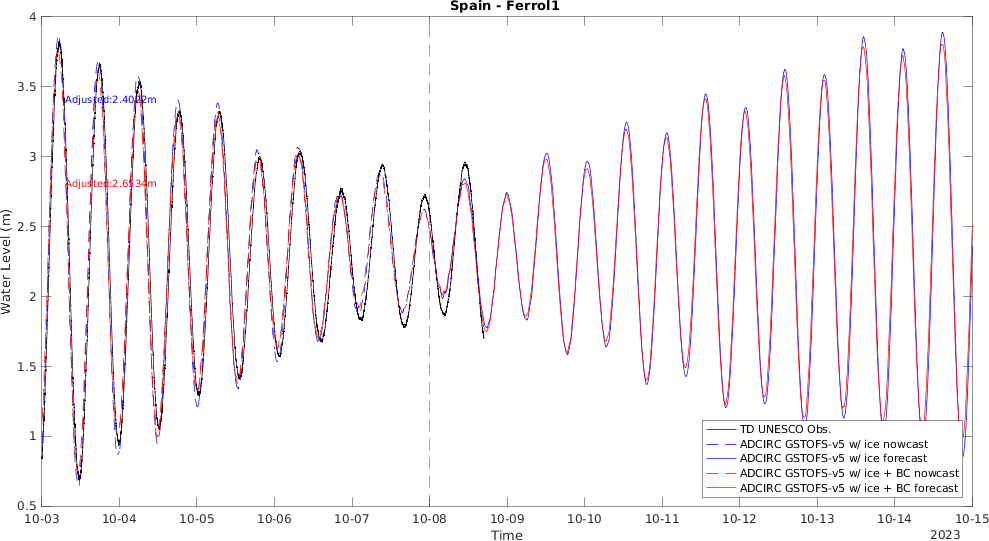 Spain - Ferrol1
4
3.5
3
2.5
2
1.5
1
0.5
Water Level (m)
Adjusted:2.4022m
Adjusted:2.6534m
TD UNESCO Obs.
ADCIRC GSTOFS-v5 w/ ice nowcast
ADCIRC GSTOFS-v5 w/ ice forecast
ADCIRC GSTOFS-v5 w/ ice + BC nowcast
ADCIRC GSTOFS-v5 w/ ice + BC forecast
10-03 10-04 10-05 10-06 10-07 10-08 10-09 10-10 10-11 10-12 10-13 10-14 10-15
Time
2023